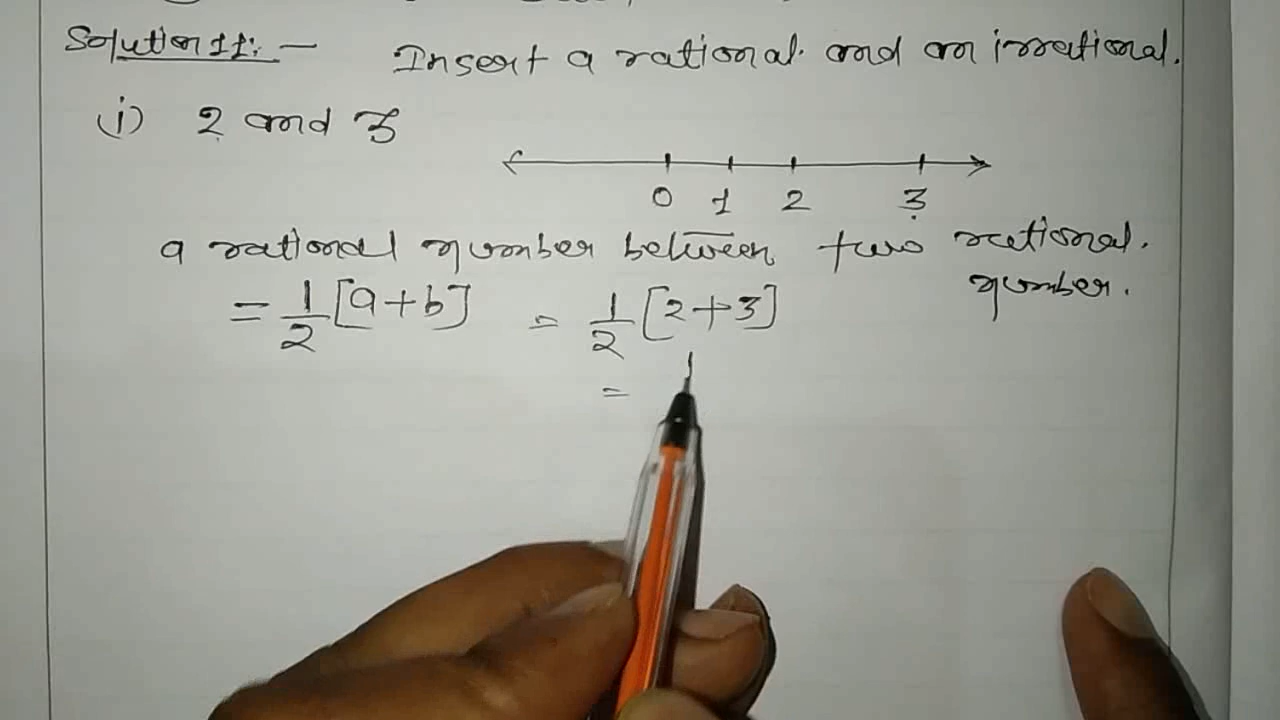 Solution 11:- Insert a rational and an irrational.
(i) 2 and 3
0 1 2 3
a rational number between two rational.
number.
= 1/2 [a+b] = 1/2 [2+3]
=